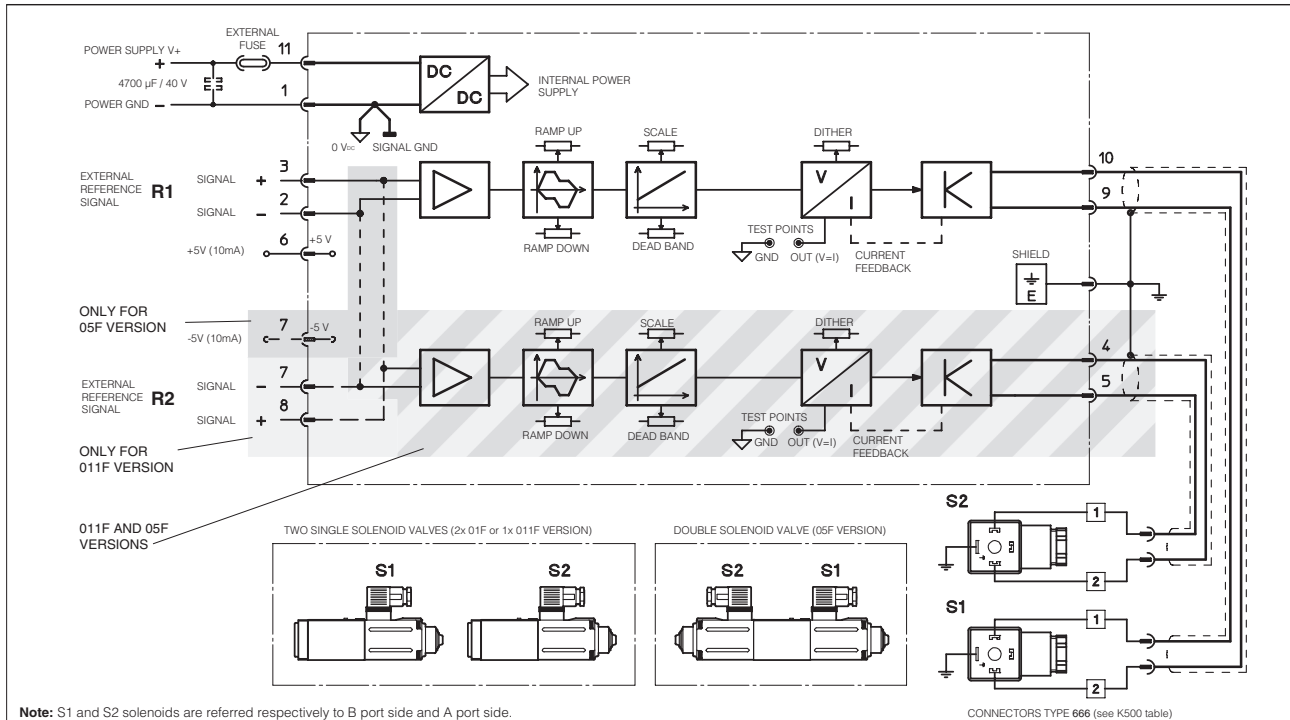 EXTERNAL
FUSE
POWER SUPPLY V+
+
11
4700 µF / 40 V
1
POWER GND
−
DC
DC
INTERNAL POWER
SUPPLY
0 VDC
SIGNAL GND
RAMP UP
SCALE
DITHER
EXTERNAL
REFERENCE
SIGNAL
R1
SIGNAL
+
3
SIGNAL
−
2
V
I
10
9
+5V (10mA)
6
+5 V
RAMP DOWN
DEAD BAND
TEST POINTS
GND
OUT (V=I)
CURRENT
FEEDBACK
SHIELD
E
ONLY FOR
05F VERSION
7
-5V (10mA)
-5 V
RAMP UP
SCALE
DITHER
EXTERNAL
REFERENCE
SIGNAL
R2
SIGNAL
−
7
SIGNAL
+
8
V
I
4
5
RAMP DOWN
DEAD BAND
TEST POINTS
GND
OUT (V=I)
CURRENT
FEEDBACK
ONLY FOR
011F VERSION
011F AND 05F
VERSIONS
TWO SINGLE SOLENOID VALVES (2x 01F or 1x 011F VERSION)
S1
S2
DOUBLE SOLENOID VALVE (05F VERSION)
S2
S1
S2
1
2
S1
1
2
Note: S1 and S2 solenoids are referred respectively to B port side and A port side.
CONNECTORS TYPE 666 (see K500 table)